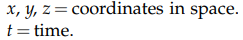 x, y, z = coordinates in space.
t = time.